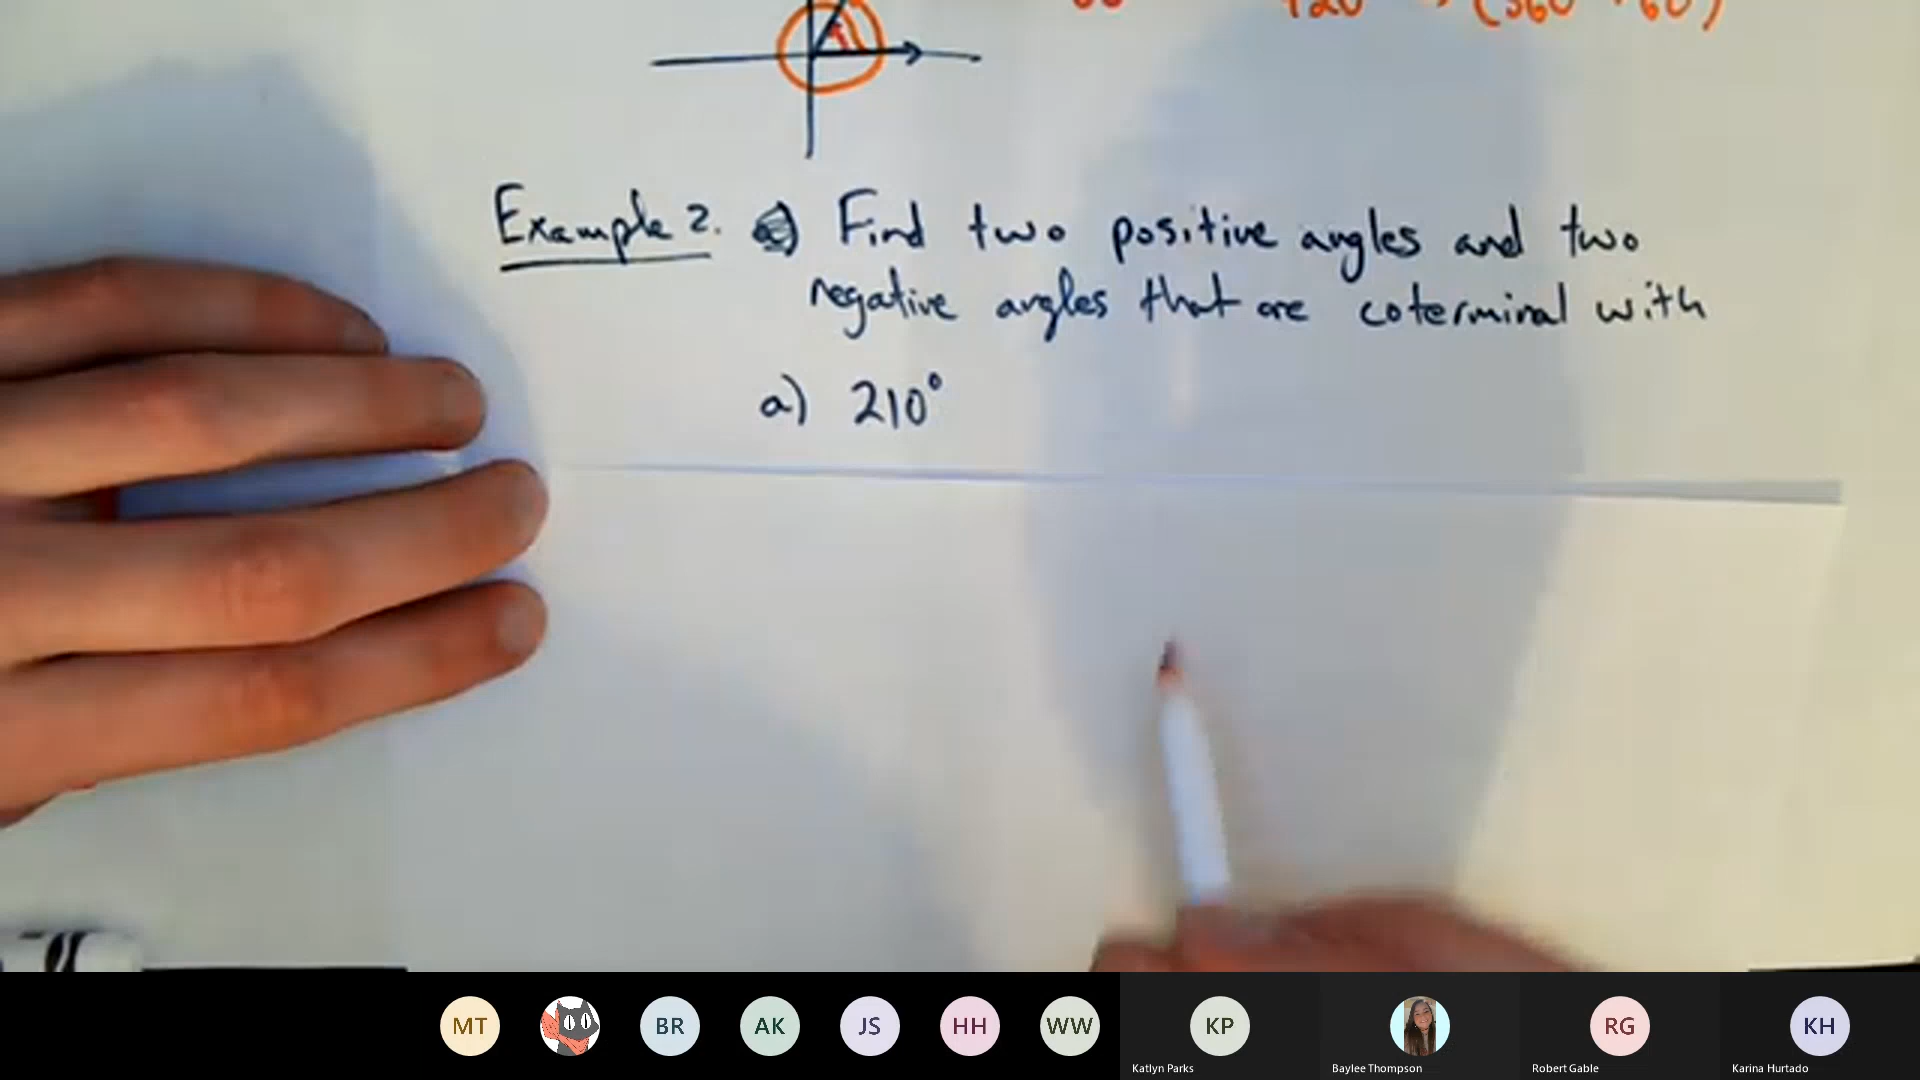 Example 2. Find two positive angles and two
negative angles that are coterminal with
a) 210°
MT
BR
AK
JS
HH
WW
KP
RG
KH
Katlyn Parks
Baylee Thompson
Robert Gable
Karina Hurtado